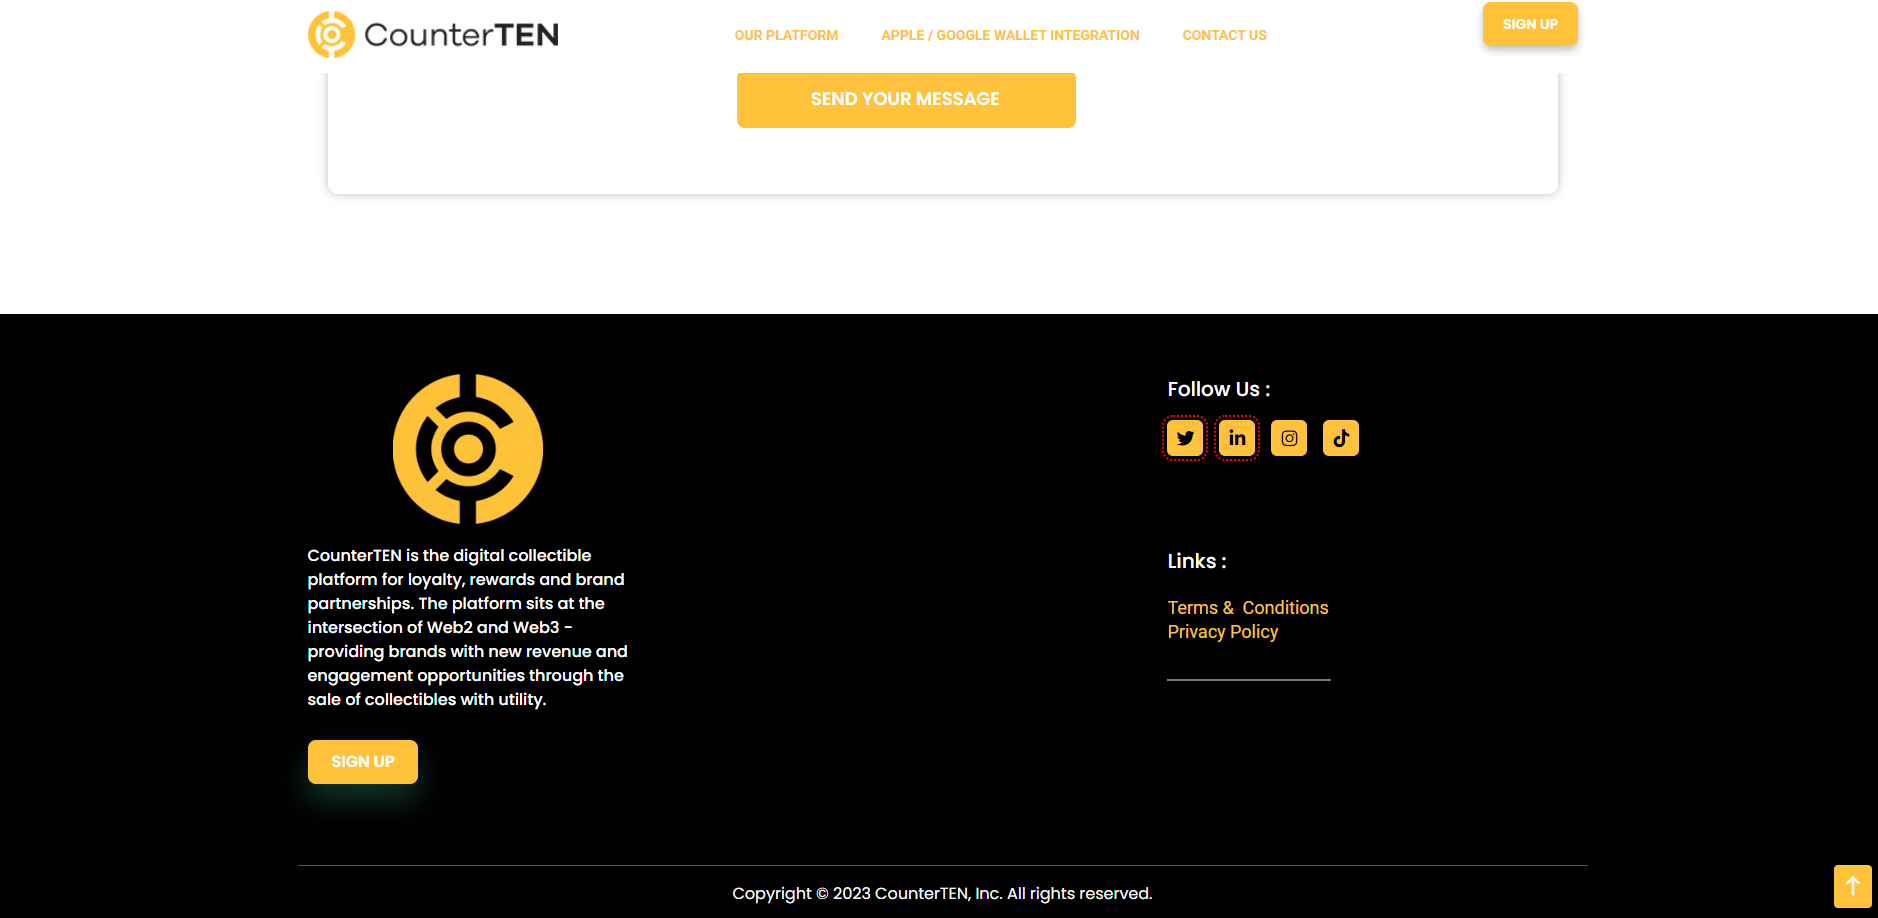 CounterTEN
OUR PLATFORM
APPLE / GOOGLE WALLET INTEGRATION
CONTACT US
SIGN UP
SEND YOUR MESSAGE
CounterTEN is the digital collectible
platform for loyalty, rewards and brand
partnerships. The platform sits at the
intersection of Web2 and Web3 -
providing brands with new revenue and
engagement opportunities through the
sale of collectibles with utility.
SIGN UP
Follow Us :
in
Links :
Terms &  Conditions
Privacy Policy
Copyright © 2023 CounterTEN, Inc. All rights reserved.